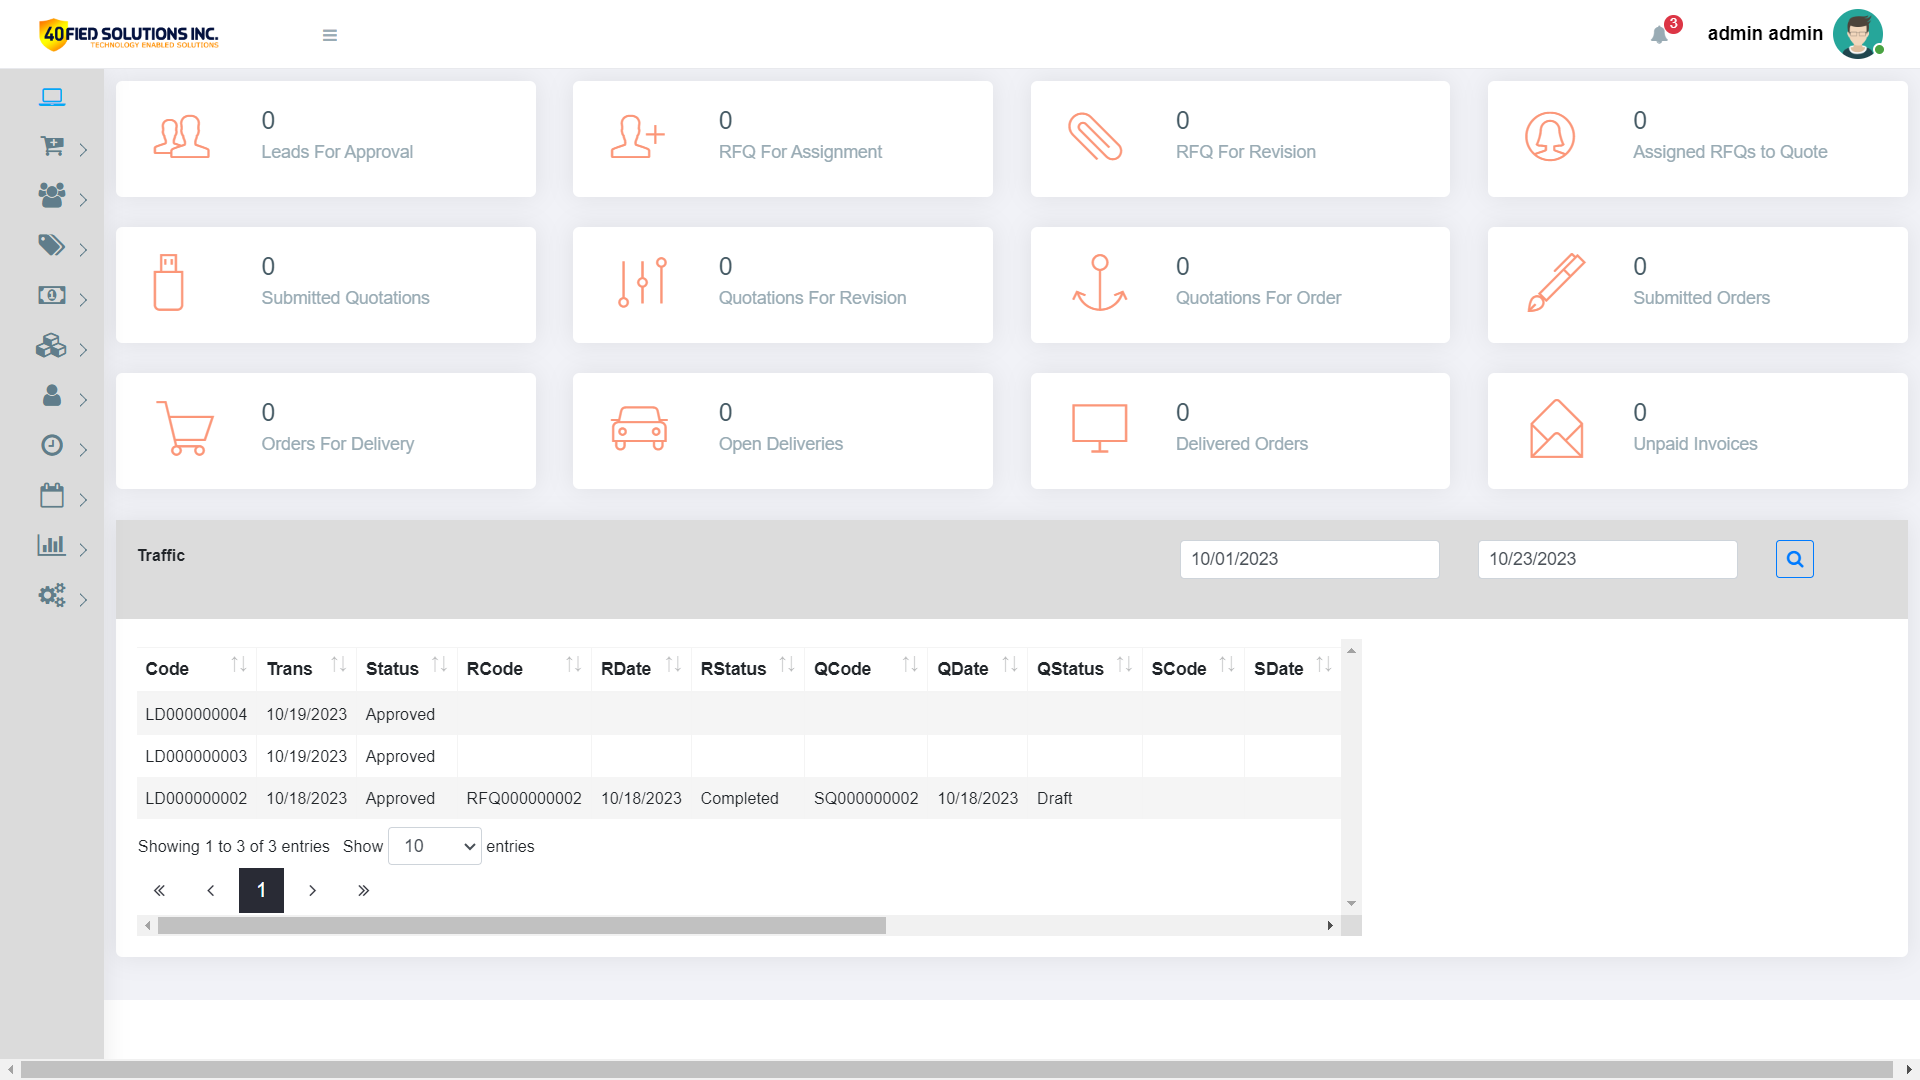 40FIED SOLUTIONS INC.
TECHNOLOGY ENABLED SOLUTIONS
3
admin admin
0
Leads For Approval
0
RFQ For Assignment
0
RFQ For Revision
0
Assigned RFQs to Quote
0
Submitted Quotations
0
Quotations For Revision
0
Quotations For Order
0
Submitted Orders
0
Orders For Delivery
0
Open Deliveries
0
Delivered Orders
0
Unpaid Invoices
Traffic
10/01/2023
10/23/2023
Code Trans Status RCode RDate RStatus QCode QDate QStatus SCode SDate
LD000000004 10/19/2023 Approved
LD000000003 10/19/2023 Approved
LD000000002 10/18/2023 Approved RFQ000000002 10/18/2023 Completed SQ000000002 10/18/2023 Draft
Showing 1 to 3 of 3 entries Show 10 entries
« ‹ 1 › »